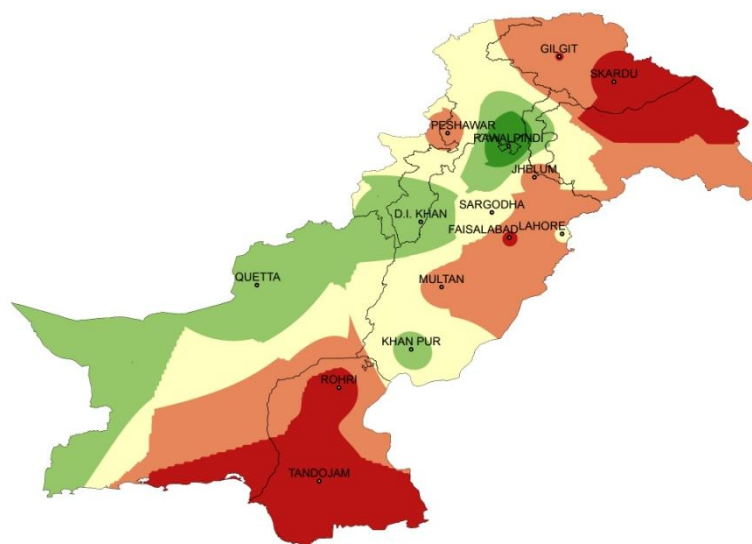 GILGIT
SKARDU
PESHAWAR
RAWALPINDI
JHELUM
SARGODHA
D.I. KHAN
FAISALABAD
LAHORE
QUETTA
MULTAN
KHAN PUR
ROHRI
TANDOJAM